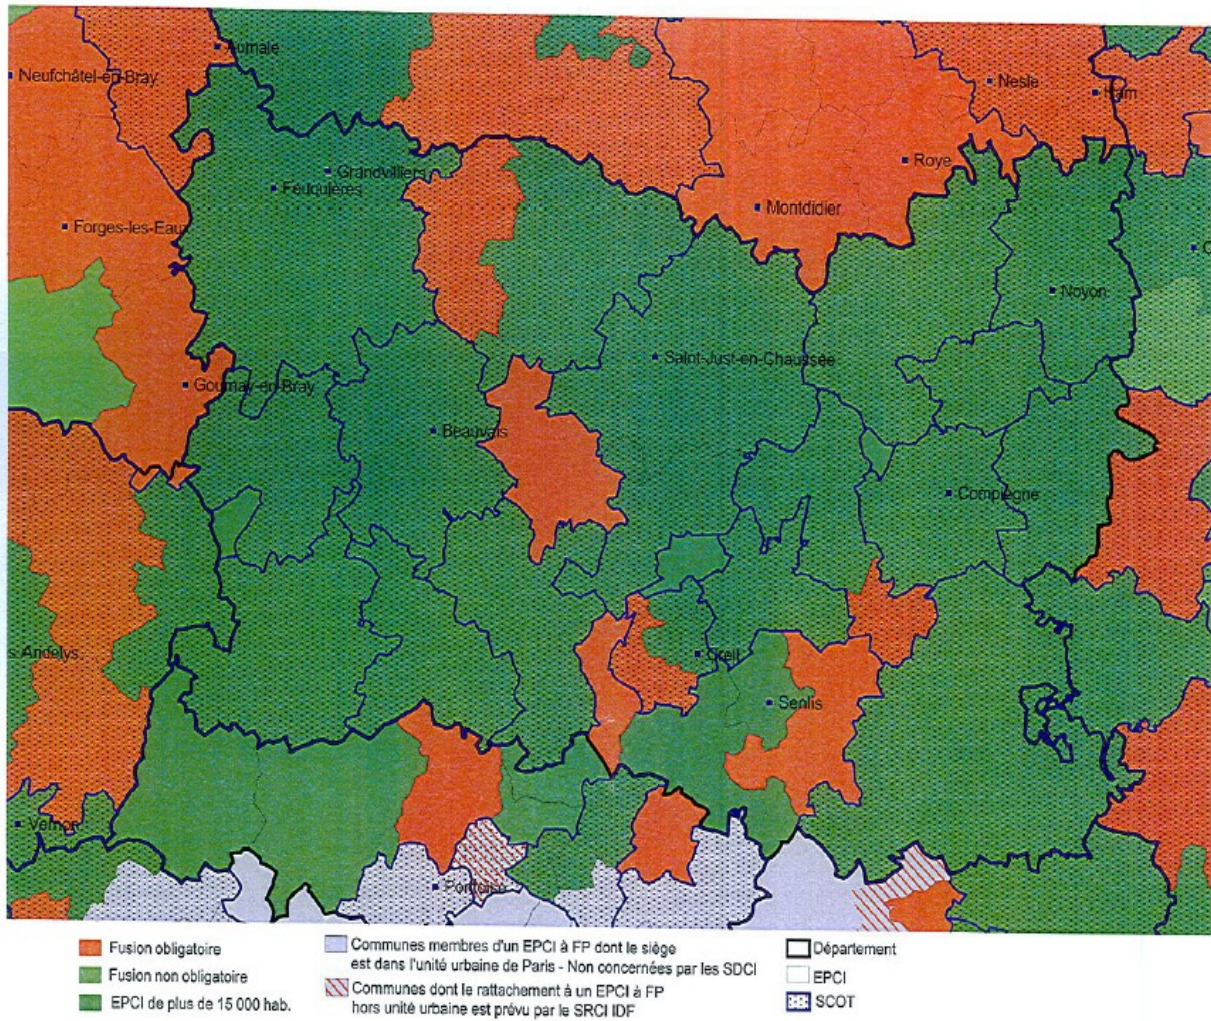 Aumale
Neufchâtel-en-Bray
Nesle
Ham
Grandvilliers
Feuquières
Roye
Montdidier
Forges-les-Eaux
Noyon
Saint-Just-en-Chaussée
Gournay-en-Bray
Beauvais
Compiègne
s Andelys
Creil
Senlis
Vernon
Pontoise
Fusion obligatoire
Fusion non obligatoire
EPCI de plus de 15 000 hab.
Communes membres d'un EPCI à FP dont le siège
est dans l'unité urbaine de Paris - Non concernées par les SDCI
Communes dont le rattachement à un EPCI à FP
hors unité urbaine est prévu par le SRCI IDF
Département
EPCI
SCOT